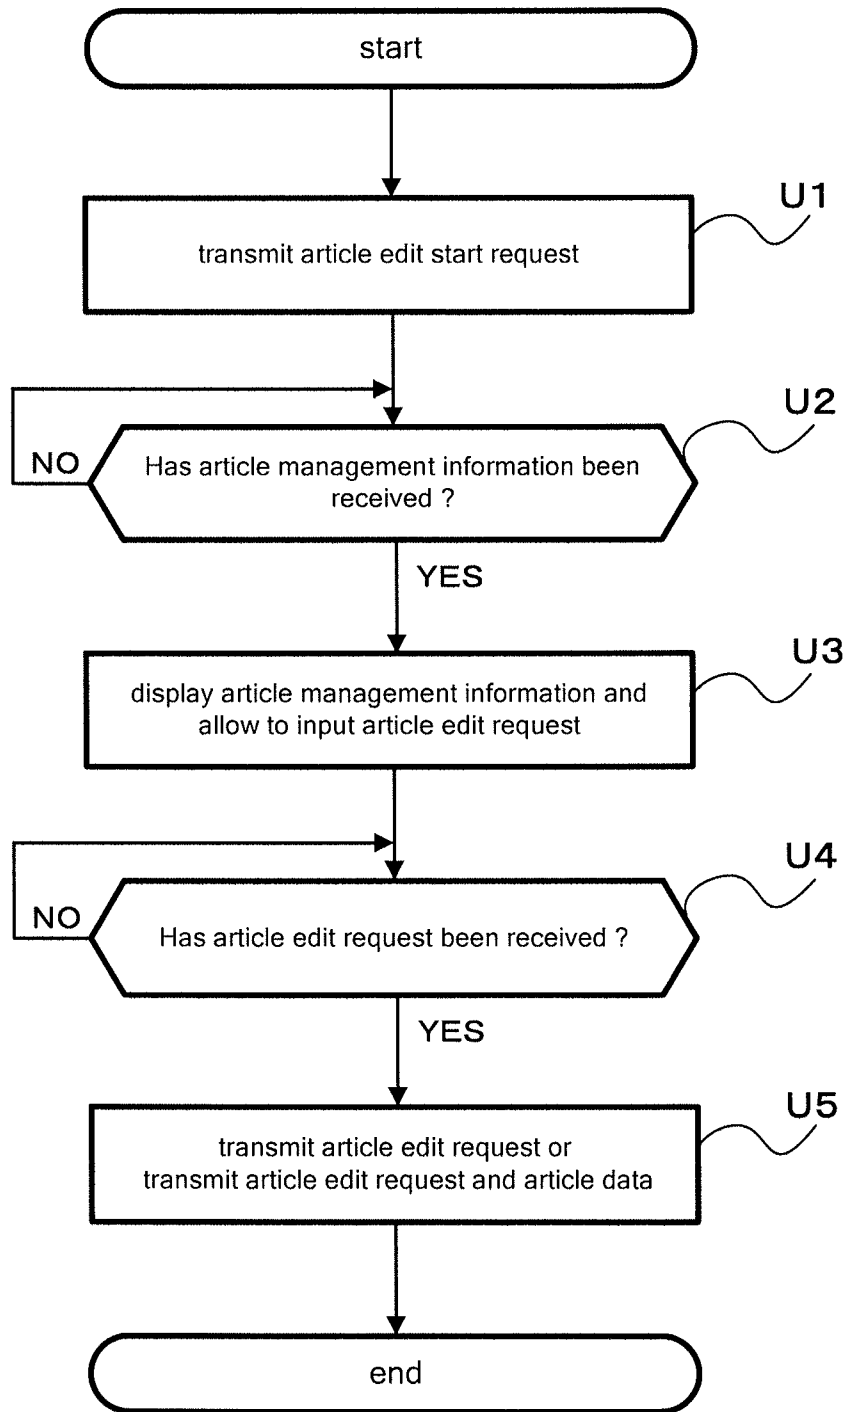 start
U1
transmit article edit start request
U2
NO
Has article management information been
received ?
YES
U3
display article management information and
allow to input article edit request
U4
NO
Has article edit request been received ?
YES
U5
transmit article edit request or
transmit article edit request and article data
end